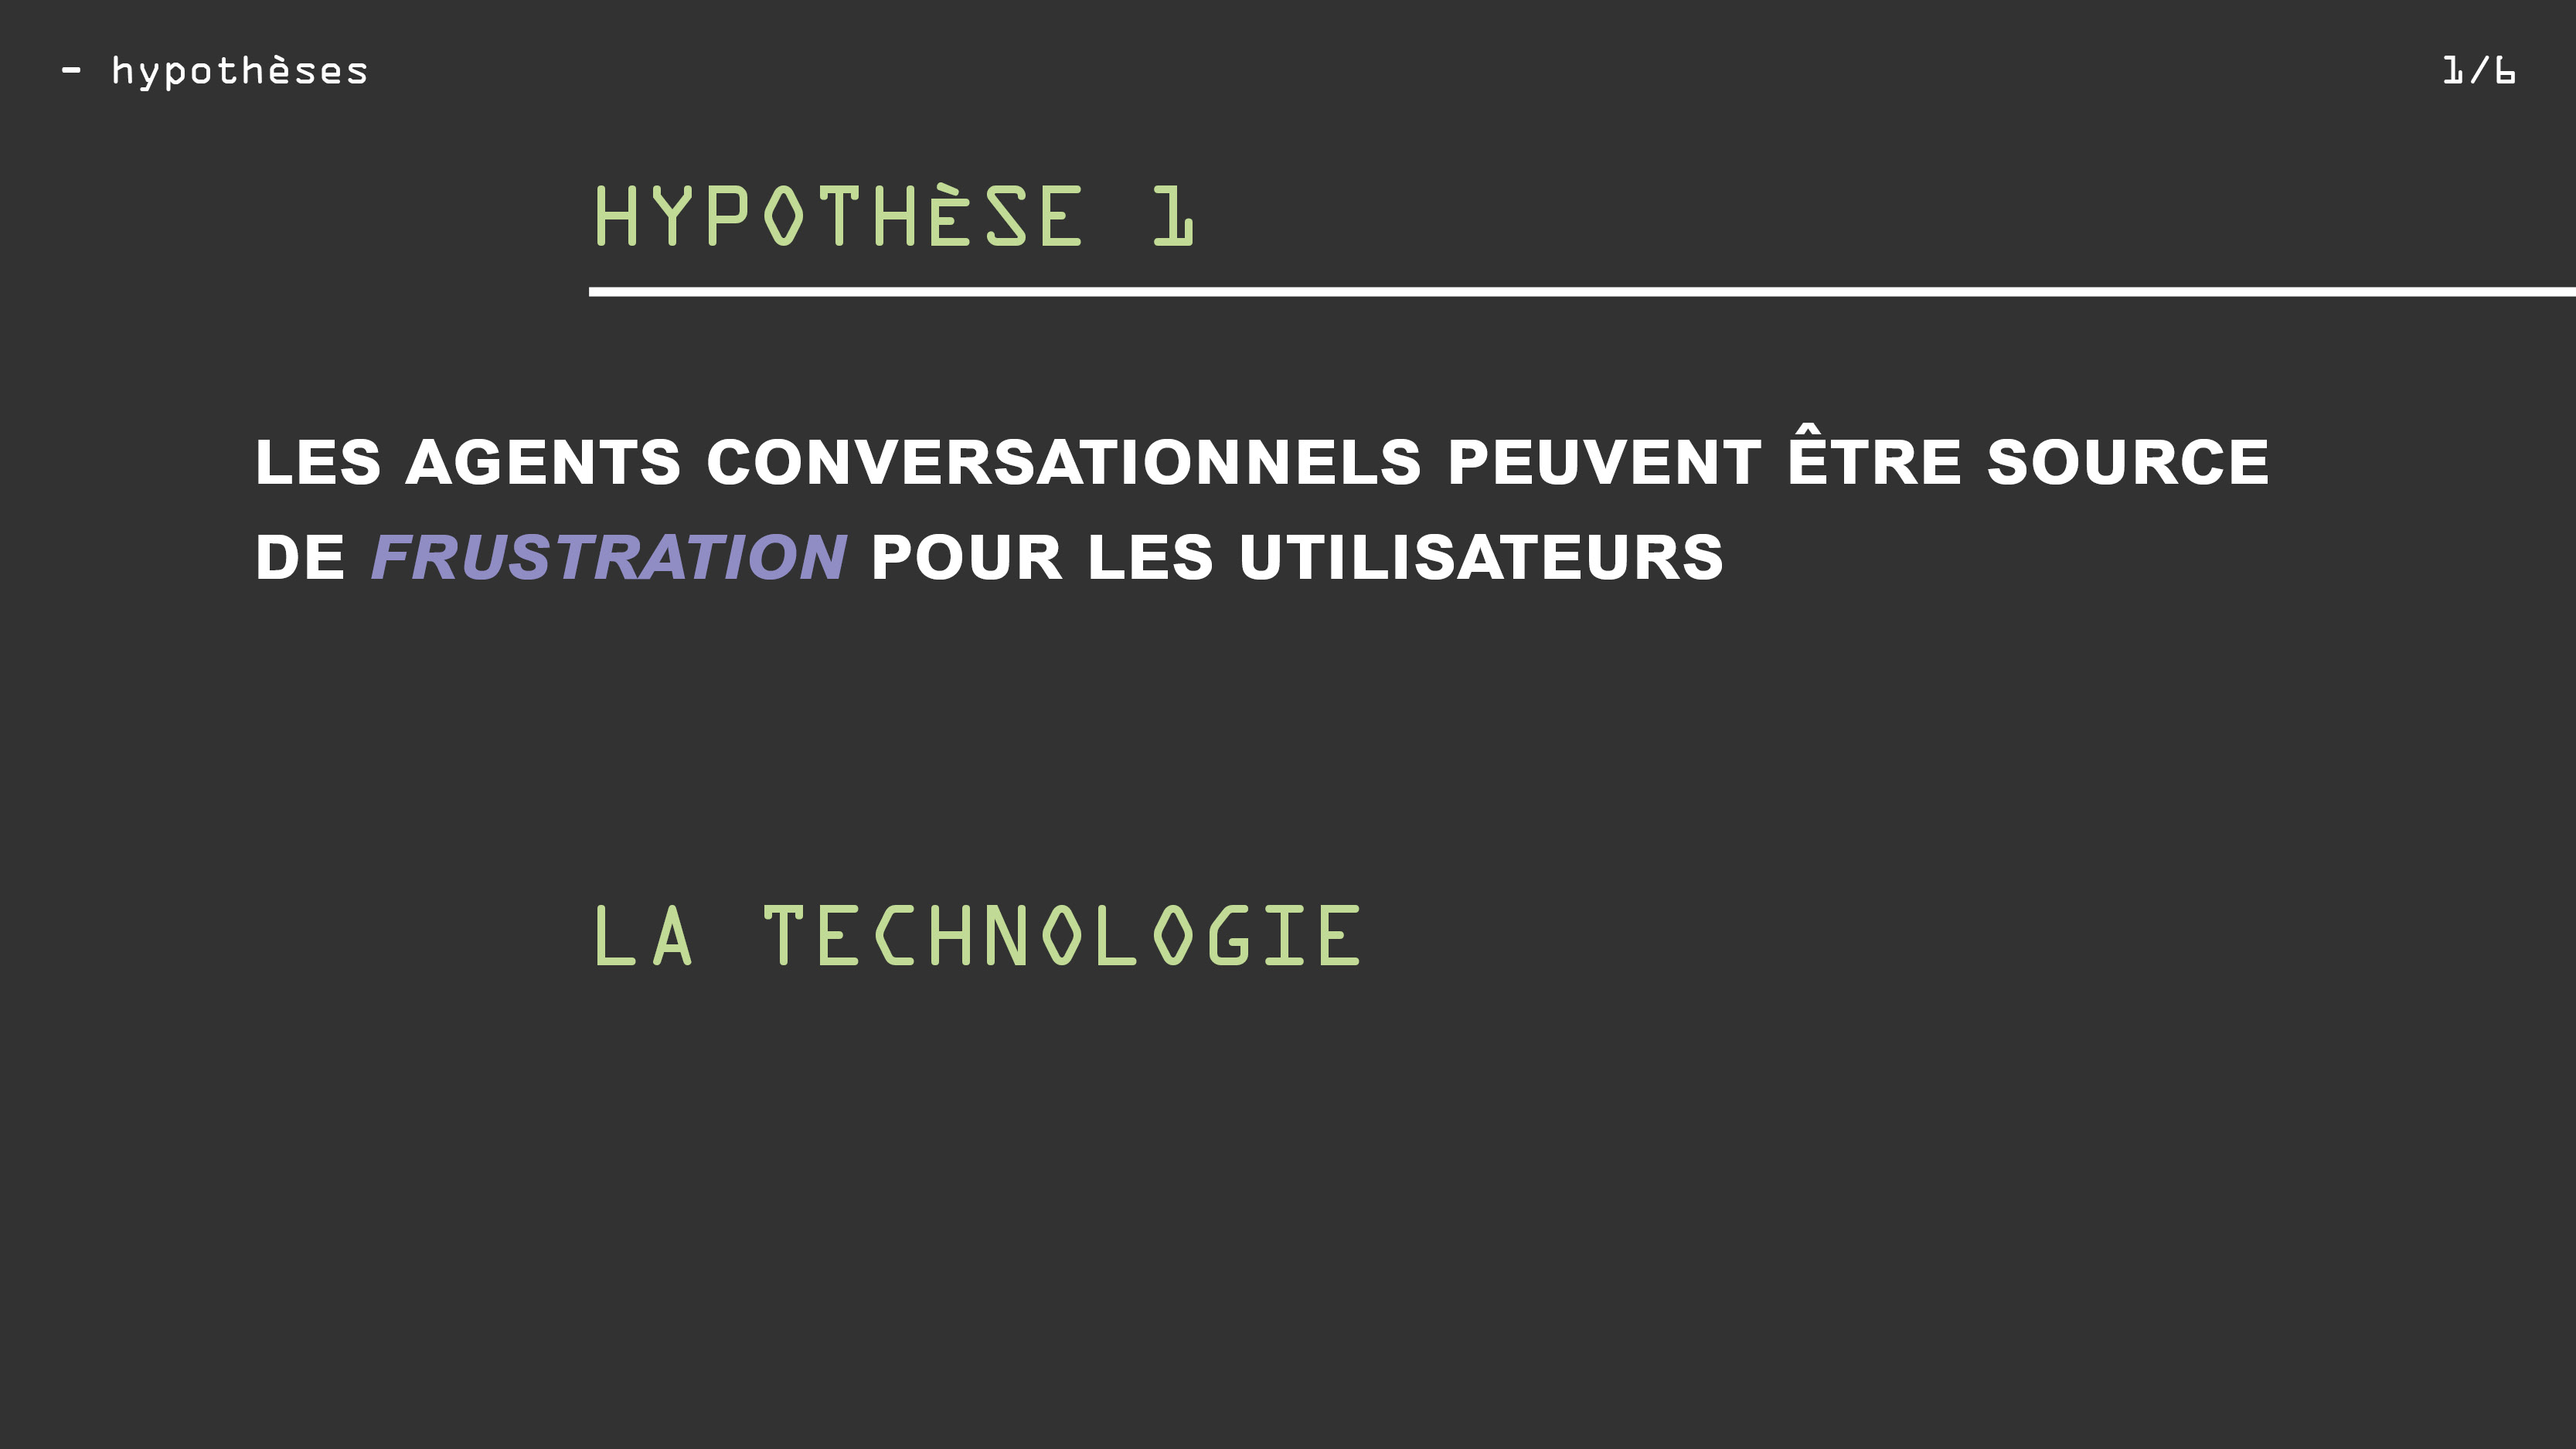 - hypothèses
1/6
HYPOTHÈSE 1
LES AGENTS CONVERSATIONNELS PEUVENT ÊTRE SOURCE
DE FRUSTRATION POUR LES UTILISATEURS
LA TECHNOLOGIE